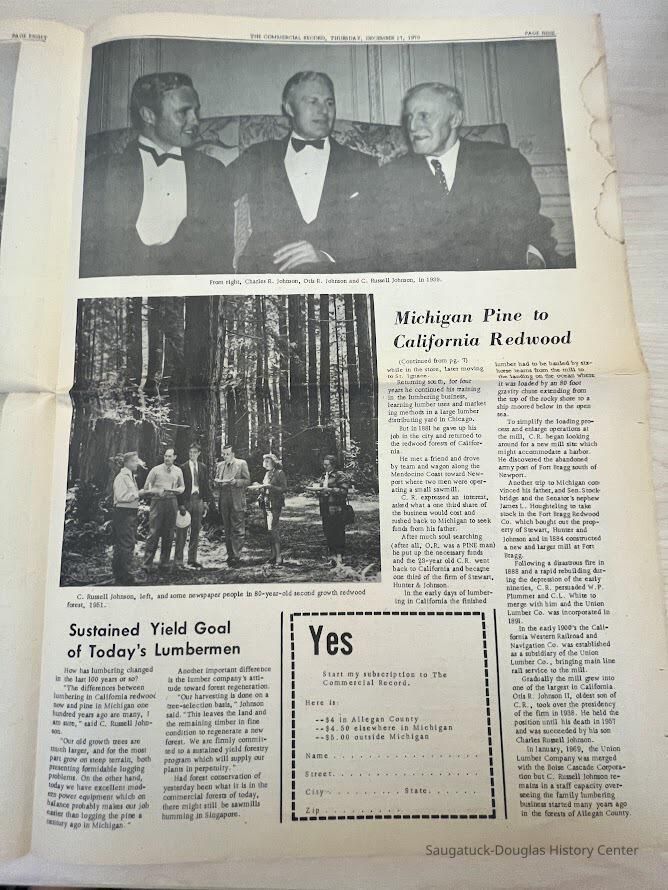 PAGE EIGHT
THE COMMERCIAL RECORD, THURSDAY, DECEMBER 17, 1970
PAGE NINE
From right, Charles R. Johnson, Otis R. Johnson and C. Russell Johnson, in 1939.
C. Russell Johnson, left, and some newspaper people in 80-year-old second growth redwood
forest, 1951.
Michigan Pine to
California Redwood
(Continued from pg. 7)
while in the store, later moving
to St. Ignace.
Returning south, for four
years he continued his training
in the lumbering business,
learning lumber uses and market
ing methods in a large lumber
distributing yard in Chicago.
But in 1881 he gave up his
job in the city and returned to
the redwood forests of Califor-
nia.
He met a friend and drove
by team and wagon along the
Mendocino Coast toward New-
port where two men were oper-
ating a small sawmill.
C.R. expressed an interest,
asked what a one third share of
the business would cost and
rushed back to Michigan to seek
funds from his father.
After much soul searching
(after all, O.R. was a PINE man)
he put up the necessary funds
and the 23-year old C.R. went
back to California and became
one third of the firm of Stewart,
Hunter & Johnson.
In the early days of lumber-
ing in California the finished
lumber had to be hauled by six-
horse teams from the mill to
the landing on the ocean where
it was loaded by an 80 foot
gravity chute extending from
the top of the rocky shore to a
ship moored below in the open
sea.
To simplify the loading pro-
cess and enlarge operations at
the mill, C.R. began looking
around for a new mill site which
might accommodate a harbor.
He discovered the abandoned
army post of Fort Bragg south of
Newport.
Another trip to Michigan con-
vinced his father, and Sen. Stock-
bridge and the Senator's nephew
James L. Houghteling to take
stock in the Fort Bragg Redwood
Co. which bought out the prop-
erty of Stewart, Hunter and
Johnson and in 1884 constructed
a new and larger mill at Fort
Bragg.
Following a disastrous fire in
1888 and a rapid rebuilding dur-
ing the depression of the early
nineties, C.R. persuaded W.P.
Plummer and C.L. White to
merge with him and the Union
Lumber Co. was incorporated in
1891.
In the early 1900's the Cali-
fornia Western Railroad and
Navigation Co. was established
as a subsidiary of the Union
Lumber Co., bringing main line
rail service to the mill.
Gradually the mill grew into
one of the largest in California.
Otis R. Johnson II, oldest son of
C.R., took over the presidency
of the firm in 1938. He held the
position until his death in 1957
and was succeeded by his son
Charles Russell Johnson.
In January, 1969, the Union
Lumber Company was merged
with the Boise Cascade Corpora-
tion but C. Russell Johnson re-
mains in a staff capacity over-
seeing the family lumbering
business started many years ago
in the forests of Allegan County.
Sustained Yield Goal
of Today's Lumbermen
How has lumbering changed
in the last 100 years or so?
"The differences between
lumbering in California redwood
now and pine in Michigan one
hundred years ago are many, I
am sure," said C. Russell John-
son.
"Our old growth trees are
much larger, and for the most
part grow on steep terrain, both
presenting formidable logging
problems. On the other hand,
today we have excellent mod-
ern power equipment which on
balance probably makes our job
easier than logging the pine a
century ago in Michigan."
Another important difference
is the lumber company's atti-
tude toward forest regeneration.
"Our harvesting is done on a
tree-selection basis," Johnson
said. "This leaves the land and
the remaining timber in fine
condition to regenerate a new
forest. We are firmly commit-
ted to a sustained yield forestry
program which will supply our
plants in perpetuity."
Had forest conservation of
yesterday been what it is in the
commercial forests of today,
there might still be sawmills
humming in Singapore.
Yes
Start my subscription to The
Commercial Record.
Here is:
--$4 in Allegan County
--$4.50 elsewhere in Michigan
--$5.00 outside Michigan
Name
Street
City State
Zip
Saugatuck-Douglas History Center